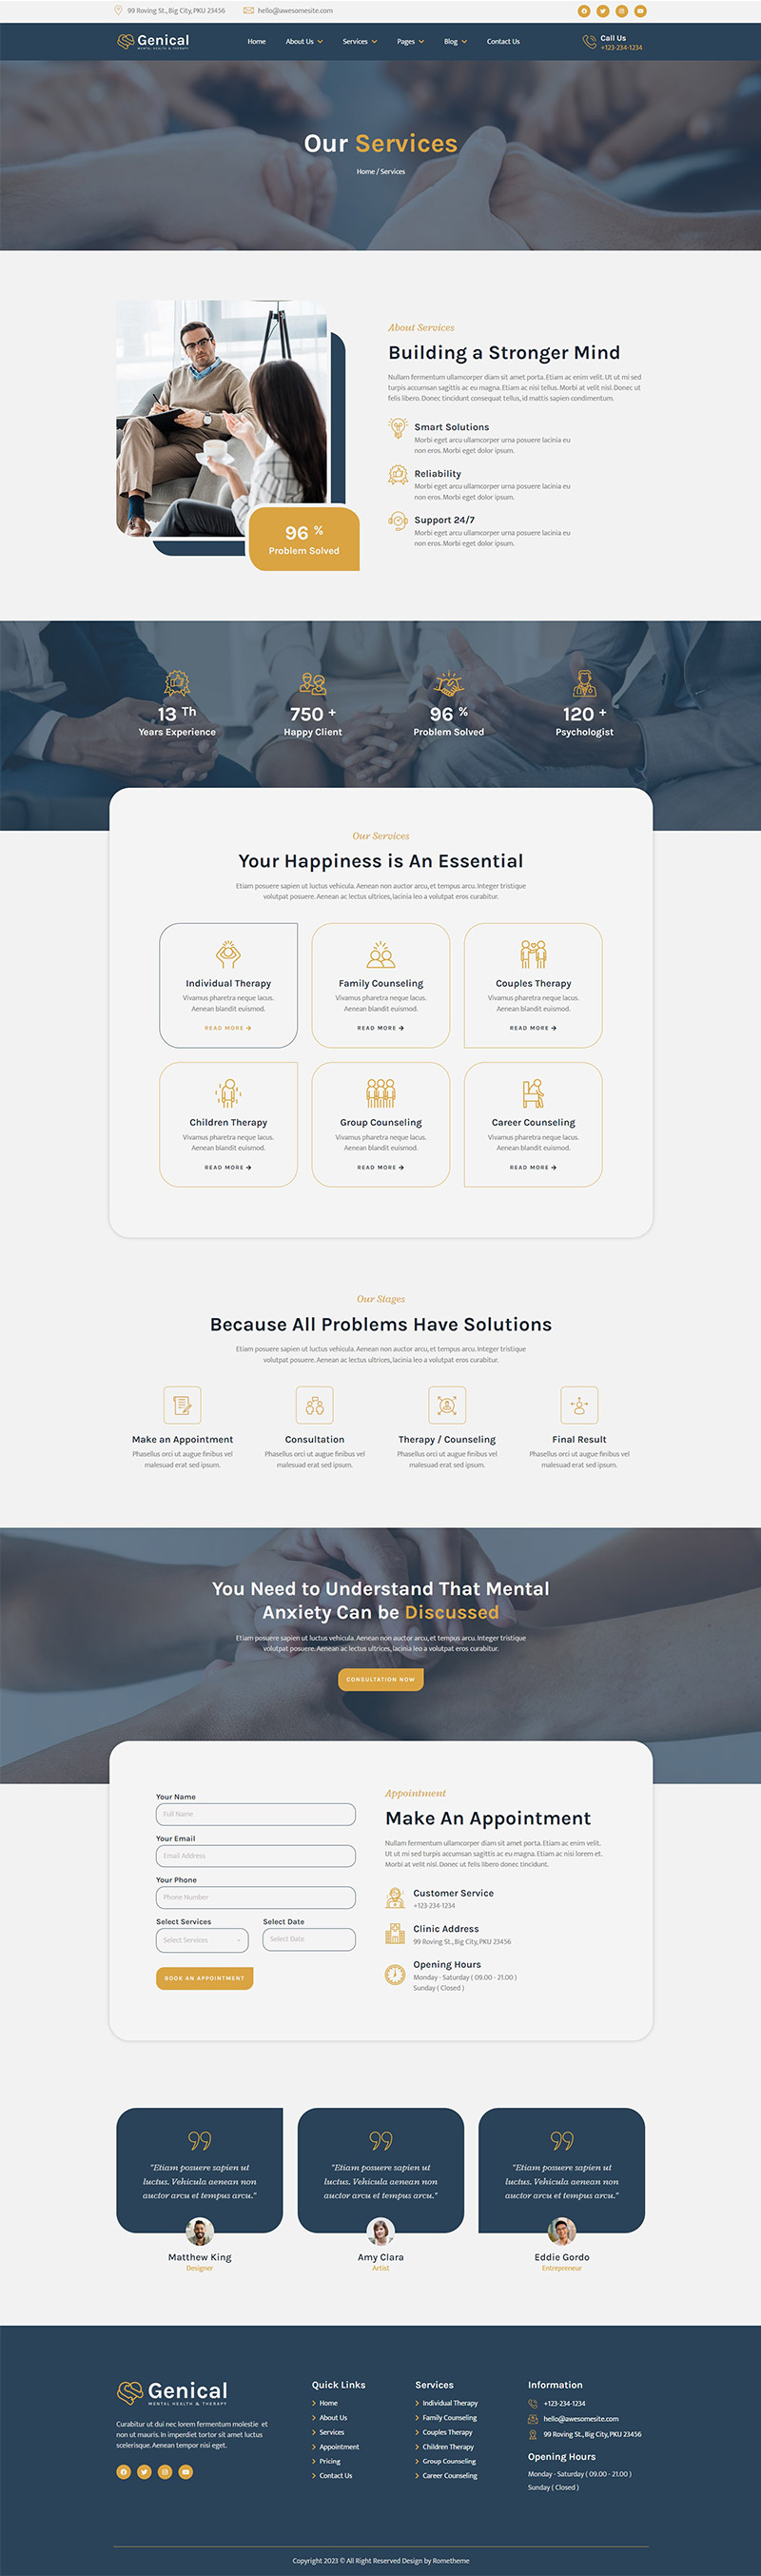 99 Roving St., Big City, PKU 23456
hello@awesomesite.com
Genical
MENTAL HEALTH & THERAPY
Home
About Us
Services
Pages
Blog
Contact Us
Call Us
+123-234-1234
Our Services
Home / Services
About Services
Building a Stronger Mind
Nullam fermentum ullamcorper diam sit amet porta. Etiam ac enim velit. Ut ut mi sed
turpis accumsan sagittis ac eu magna. Etiam ac nisi tellus. Morbi at velit nisl. Donec ut
felis libero. Donec tincidunt consequat tellus, id mattis sapien condimentum.
Smart Solutions
Morbi eget arcu ullamcorper urna posuere lacinia eu
non eros. Morbi eget dolor ipsum.
Reliability
Morbi eget arcu ullamcorper urna posuere lacinia eu
non eros. Morbi eget dolor ipsum.
Support 24/7
Morbi eget arcu ullamcorper urna posuere lacinia eu
non eros. Morbi eget dolor ipsum.
96 %
Problem Solved
13 Th
Years Experience
750 +
Happy Client
96 %
Problem Solved
120 +
Psychologist
Our Services
Your Happiness is An Essential
Etiam posuere sapien ut luctus vehicula. Aenean non auctor arcu, et tempus arcu. Integer tristique
volutpat posuere. Aenean ac lectus ultrices, lacinia leo a volutpat eros curabitur.
Individual Therapy
Vivamus pharetra neque lacus.
Aenean blandit euismod.
READ MORE
Family Counseling
Vivamus pharetra neque lacus.
Aenean blandit euismod.
READ MORE
Couples Therapy
Vivamus pharetra neque lacus.
Aenean blandit euismod.
READ MORE
Children Therapy
Vivamus pharetra neque lacus.
Aenean blandit euismod.
READ MORE
Group Counseling
Vivamus pharetra neque lacus.
Aenean blandit euismod.
READ MORE
Career Counseling
Vivamus pharetra neque lacus.
Aenean blandit euismod.
READ MORE
Our Stages
Because All Problems Have Solutions
Etiam posuere sapien ut luctus vehicula. Aenean non auctor arcu, et tempus arcu. Integer tristique
volutpat posuere. Aenean ac lectus ultrices, lacinia leo a volutpat eros curabitur.
Make an Appointment
Phasellus orci ut augue finibus vel
malesuad erat sed ipsum.
Consultation
Phasellus orci ut augue finibus vel
malesuad erat sed ipsum.
Therapy / Counseling
Phasellus orci ut augue finibus vel
malesuad erat sed ipsum.
Final Result
Phasellus orci ut augue finibus vel
malesuad erat sed ipsum.
You Need to Understand That Mental
Anxiety Can be Discussed
Etiam posuere sapien ut luctus vehicula. Aenean non auctor arcu, et tempus arcu. Integer tristique
volutpat posuere. Aenean ac lectus ultrices, lacinia leo a volutpat eros curabitur.
CONSULTATION NOW
Your Name
Full Name
Your Email
Email Address
Your Phone
Phone Number
Select Services
Select Services
Select Date
Select Date
BOOK AN APPOINTMENT
Appointment
Make An Appointment
Nullam fermentum ullamcorper diam sit amet porta. Etiam ac enim velit.
Ut ut mi sed turpis accumsan sagittis ac eu magna. Etiam ac nisi lorem et.
Morbi at velit nisl. Donec ut felis libero donec tincidunt.
Customer Service
+123-234-1234
Clinic Address
99 Roving St., Big City, PKU 23456
Opening Hours
Monday - Saturday ( 09.00 - 21.00 )
Sunday ( Closed )
"Etiam posuere sapien ut
luctus. Vehicula aenean non
auctor arcu et tempus arcu."
Matthew King
Designer
"Etiam posuere sapien ut
luctus. Vehicula aenean non
auctor arcu et tempus arcu."
Amy Clara
Artist
"Etiam posuere sapien ut
luctus. Vehicula aenean non
auctor arcu et tempus arcu."
Eddie Gordo
Entrepreneur
Genical
MENTAL HEALTH & THERAPY
Curabitur ut dui nec lorem fermentum molestie et
non ut mauris. In imperdiet tortor sit amet luctus
scelerisque. Aenean tempor nisi eget.
Quick Links
Home
About Us
Services
Appointment
Pricing
Contact Us
Services
Individual Therapy
Family Counseling
Couples Therapy
Children Therapy
Group Counseling
Career Counseling
Information
+123-234-1234
hello@awesomesite.com
99 Roving St., Big City, PKU 23456
Opening Hours
Monday - Saturday ( 09.00 - 21.00 )
Sunday ( Closed )
Copyright 2023 © All Right Reserved Design by Rometheme